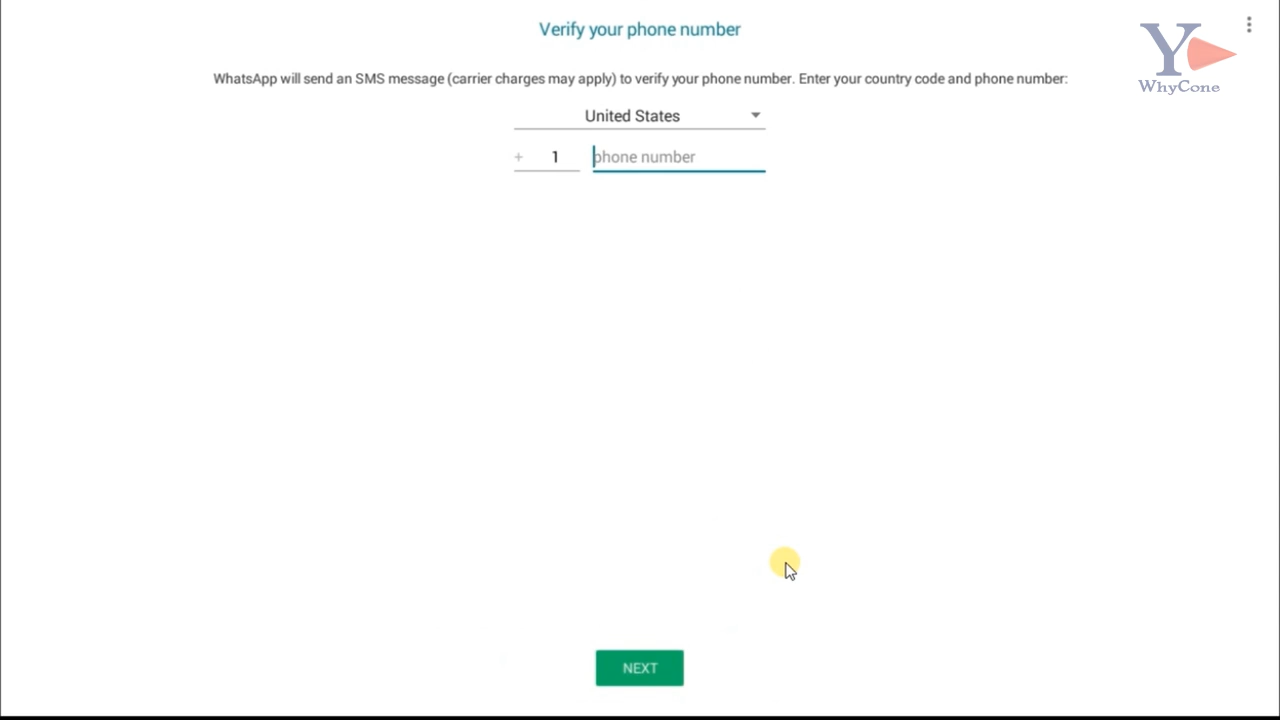 Verify your phone number
WhatsApp will send an SMS message (carrier charges may apply) to verify your phone number. Enter your country code and phone number:
United States
+ 1 phone number
NEXT
Y
WhyCone